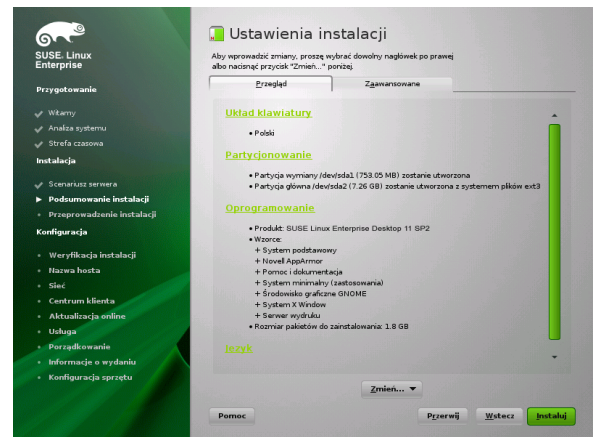 SUSE. Linux
Enterprise
Przygotowanie
Witamy
Analiza systemu
Strefa czasowa
Instalacja
Scenariusz serwera
Podsumowanie instalacji
Przeprowadzenie instalacji
Konfiguracja
Weryfikacja instalacji
Nazwa hosta
Sieć
Centrum klienta
Aktualizacja online
Usługa
Porządkowanie
Informacje o wydaniu
Konfiguracja sprzętu
Ustawienia instalacji
Aby wprowadzić zmiany, proszę wybrać dowolny nagłówek po prawej
albo nacisnąć przycisk "Zmień..." poniżej.
Przegląd
Zaawansowane
Układ klawiatury
• Polski
Partycjonowanie
• Partycja wymiany /dev/sda1 (753.05 MB) zostanie utworzona
• Partycja główna /dev/sda2 (7.26 GB) zostanie utworzona z systemem plików ext3
Oprogramowanie
• Produkt: SUSE Linux Enterprise Desktop 11 SP2
• Wzorce:
+ System podstawowy
+ Novell AppArmor
+ Pomoc i dokumentacja
+ System minimalny (zastosowania)
+ Środowisko graficzne GNOME
+ System X Window
+ Serwer wydruku
• Rozmiar pakietów do zainstalowania: 1.8 GB
Język
Zmień...
Pomoc
Przerwij
Wstecz
Instaluj